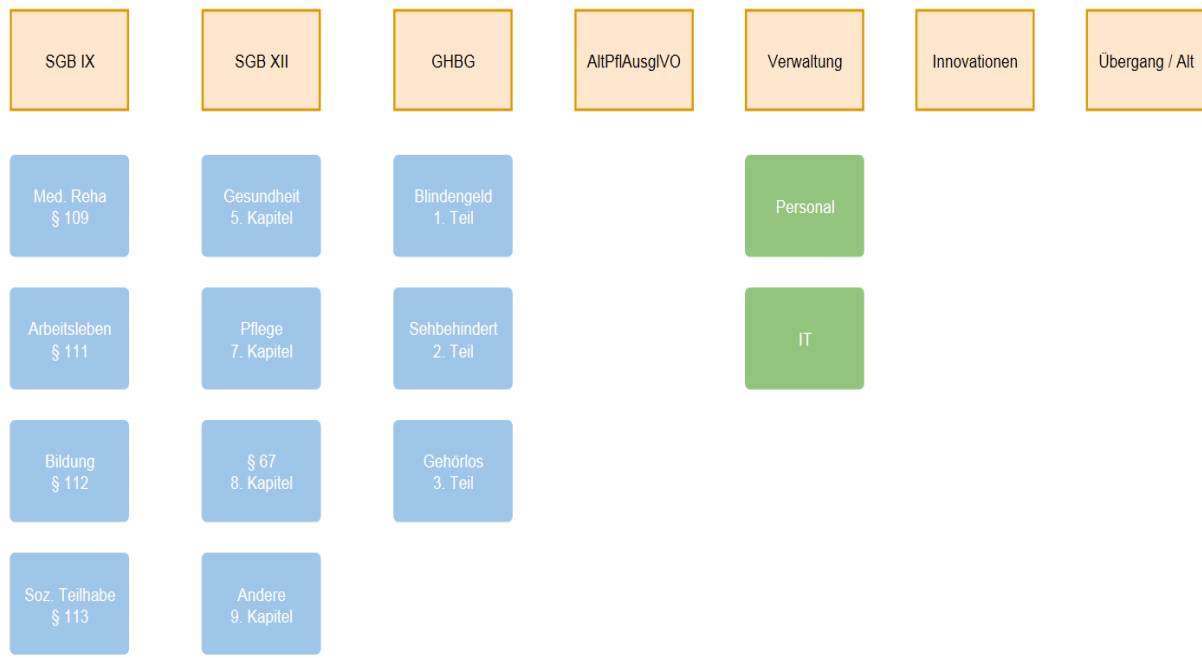 SGB IX
SGB XII
GHBG
AltPflAusglVO
Verwaltung
Innovationen
Übergang / Alt
Med. Reha
§ 109
Gesundheit
5. Kapitel
Blindengeld
1. Teil
Personal
Arbeitsleben
§ 111
Pflege
7. Kapitel
Sehbehindert
2. Teil
IT
Bildung
§ 112
§ 67
8. Kapitel
Gehörlos
3. Teil
Soz. Teilhabe
§ 113
Andere
9. Kapitel